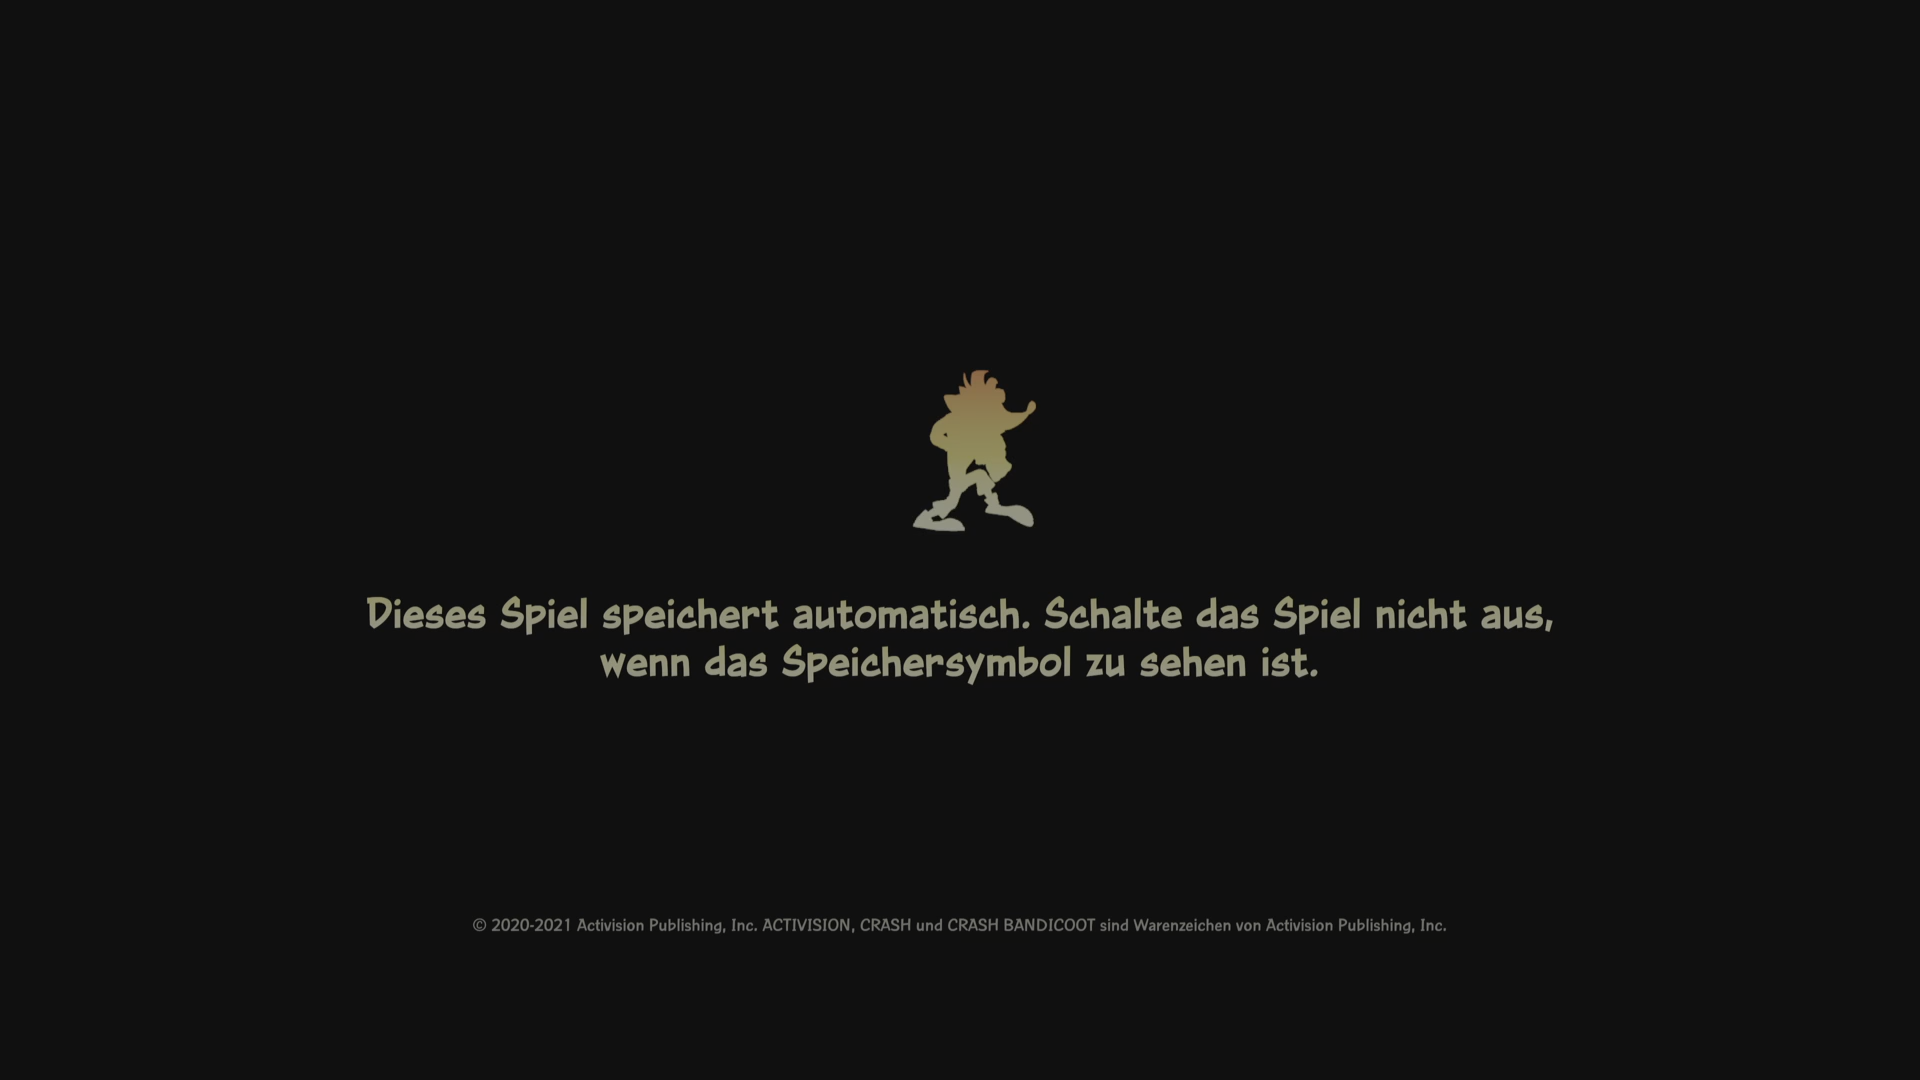 Dieses Spiel speichert automatisch. Schalte das Spiel nicht aus,
wenn das Speichersymbol zu sehen ist.
© 2020-2021 Activision Publishing, Inc. ACTIVISION, CRASH und CRASH BANDICOOT sind Warenzeichen von Activision Publishing, Inc.